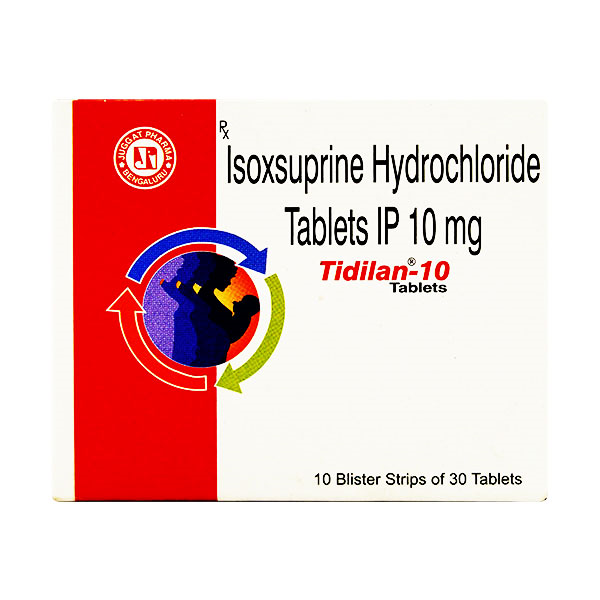 JUGGAT PHARMA
BENGALURU
Rx
Isoxsuprine Hydrochloride
Tablets IP 10 mg
Tidilan®-10
Tablets
10 Blister Strips of 30 Tablets